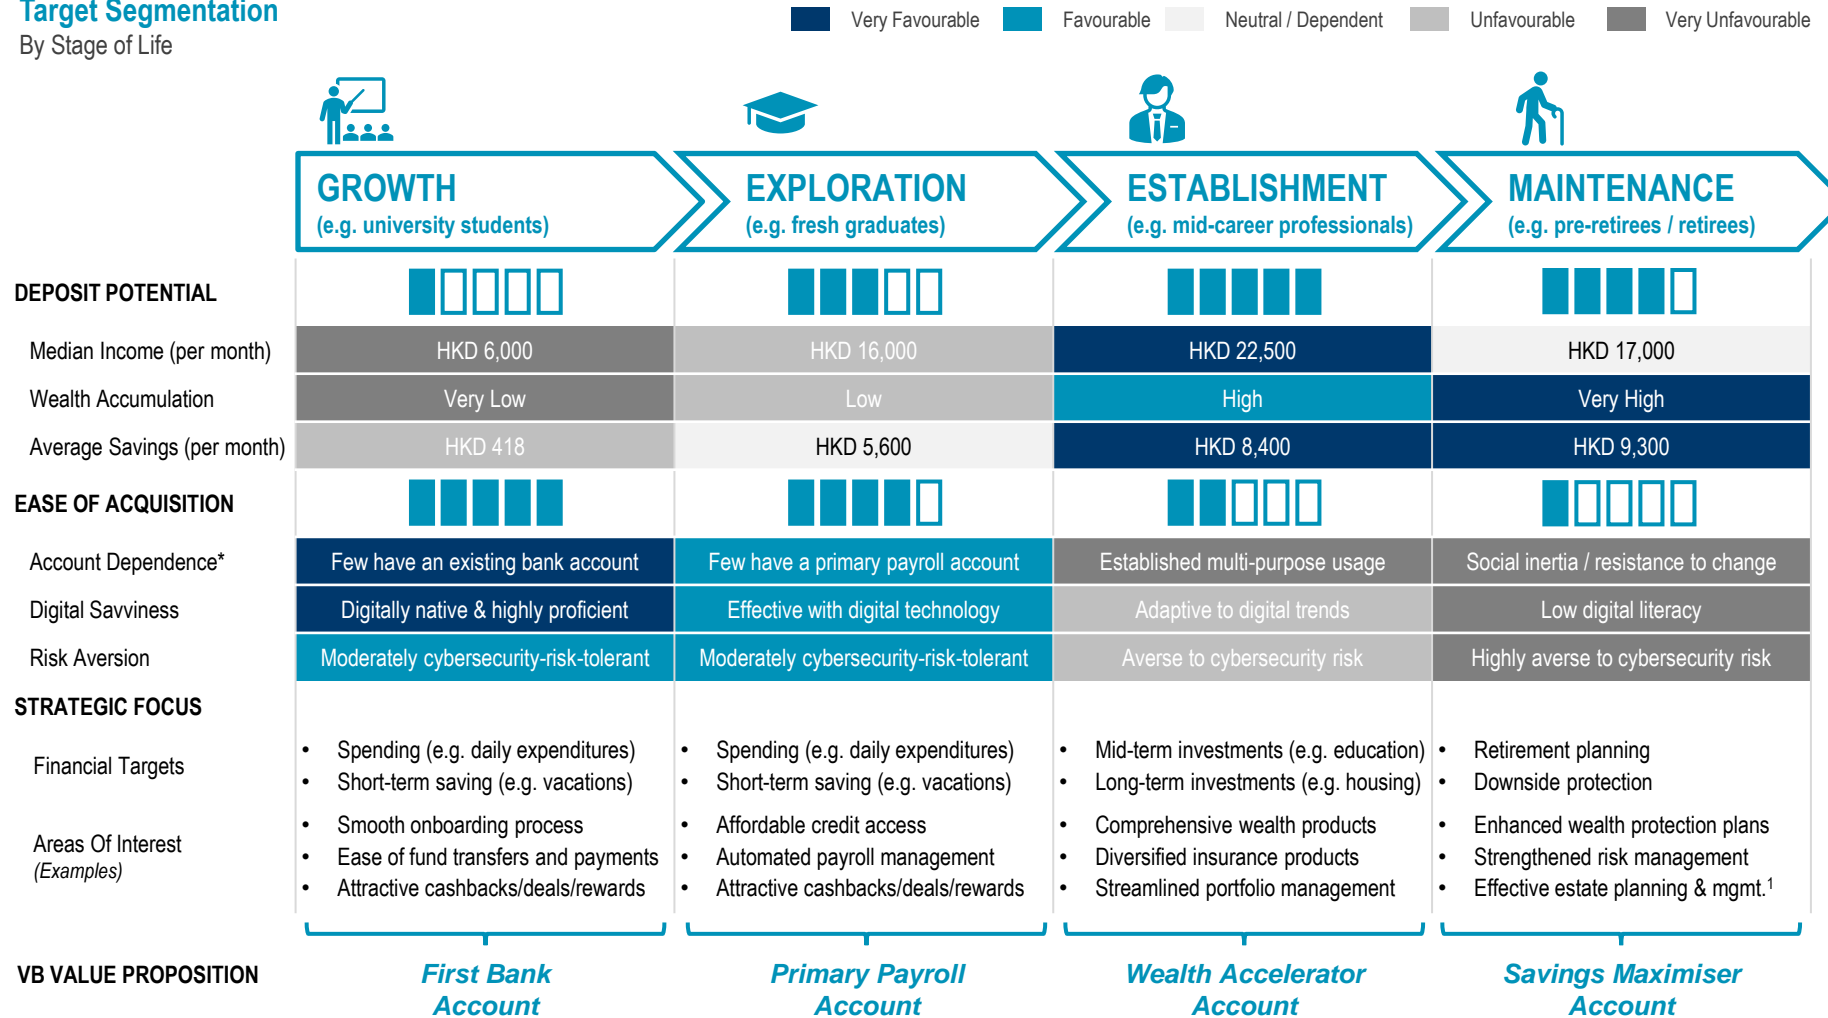 Target Segmentation
By Stage of Life
Very Favourable
Favourable
Neutral / Dependent
Unfavourable
Very Unfavourable
GROWTH
(e.g. university students)
EXPLORATION
(e.g. fresh graduates)
ESTABLISHMENT
(e.g. mid-career professionals)
MAINTENANCE
(e.g. pre-retirees / retirees)
DEPOSIT POTENTIAL
Median Income (per month)
HKD 6,000
HKD 16,000
HKD 22,500
HKD 17,000
Wealth Accumulation
Very Low
Low
High
Very High
Average Savings (per month)
HKD 418
HKD 5,600
HKD 8,400
HKD 9,300
EASE OF ACQUISITION
Account Dependence*
Few have an existing bank account
Few have a primary payroll account
Established multi-purpose usage
Social inertia / resistance to change
Digital Savviness
Digitally native & highly proficient
Effective with digital technology
Adaptive to digital trends
Low digital literacy
Risk Aversion
Moderately cybersecurity-risk-tolerant
Moderately cybersecurity-risk-tolerant
Averse to cybersecurity risk
Highly averse to cybersecurity risk
STRATEGIC FOCUS
Financial Targets
• Spending (e.g. daily expenditures)
• Short-term saving (e.g. vacations)
• Spending (e.g. daily expenditures)
• Short-term saving (e.g. vacations)
• Mid-term investments (e.g. education)
• Long-term investments (e.g. housing)
• Retirement planning
• Downside protection
Areas Of Interest
(Examples)
• Smooth onboarding process
• Ease of fund transfers and payments
• Attractive cashbacks/deals/rewards
• Affordable credit access
• Automated payroll management
• Attractive cashbacks/deals/rewards
• Comprehensive wealth products
• Diversified insurance products
• Streamlined portfolio management
• Enhanced wealth protection plans
• Strengthened risk management
• Effective estate planning & mgmt.¹
VB VALUE PROPOSITION
First Bank
Account
Primary Payroll
Account
Wealth Accelerator
Account
Savings Maximiser
Account